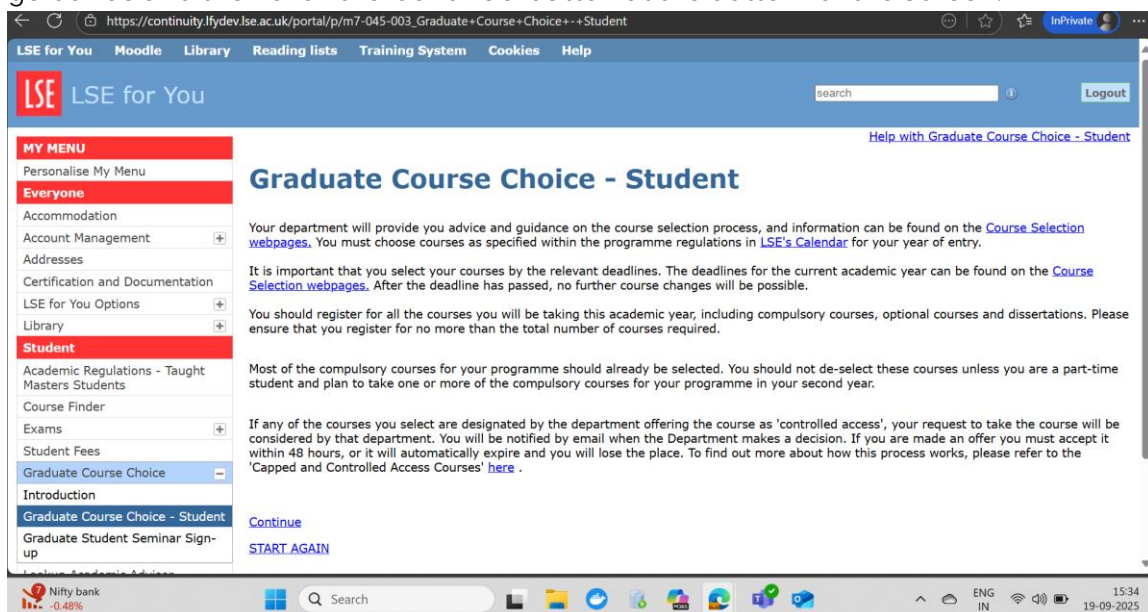 https://continuity.lfydev.lse.ac.uk/portal/p/m7-045-003_Graduate+Course+Choice+-+Student
InPrivate
LSE for You Moodle Library Reading lists Training System Cookies Help
LSE LSE for You
search
Logout
Help with Graduate Course Choice - Student
MY MENU
Personalise My Menu
Everyone
Accommodation
Account Management
Addresses
Certification and Documentation
LSE for You Options
Library
Student
Academic Regulations - Taught
Masters Students
Course Finder
Exams
Student Fees
Graduate Course Choice
Introduction
Graduate Course Choice - Student
Graduate Student Seminar Sign-
up
Graduate Course Choice - Student
Your department will provide you advice and guidance on the course selection process, and information can be found on the Course Selection
webpages. You must choose courses as specified within the programme regulations in LSE's Calendar for your year of entry.
It is important that you select your courses by the relevant deadlines. The deadlines for the current academic year can be found on the Course
Selection webpages. After the deadline has passed, no further course changes will be possible.
You should register for all the courses you will be taking this academic year, including compulsory courses, optional courses and dissertations. Please
ensure that you register for no more than the total number of courses required.
Most of the compulsory courses for your programme should already be selected. You should not de-select these courses unless you are a part-time
student and plan to take one or more of the compulsory courses for your programme in your second year.
If any of the courses you select are designated by the department offering the course as 'controlled access', your request to take the course will be
considered by that department. You will be notified by email when the Department makes a decision. If you are made an offer you must accept it
within 48 hours, or it will automatically expire and you will lose the place. To find out more about how this process works, please refer to the
'Capped and Controlled Access Courses' here .
Continue
START AGAIN
7
Nifty bank
-0.48%
Search
ENG
IN
15:34
19-09-2025